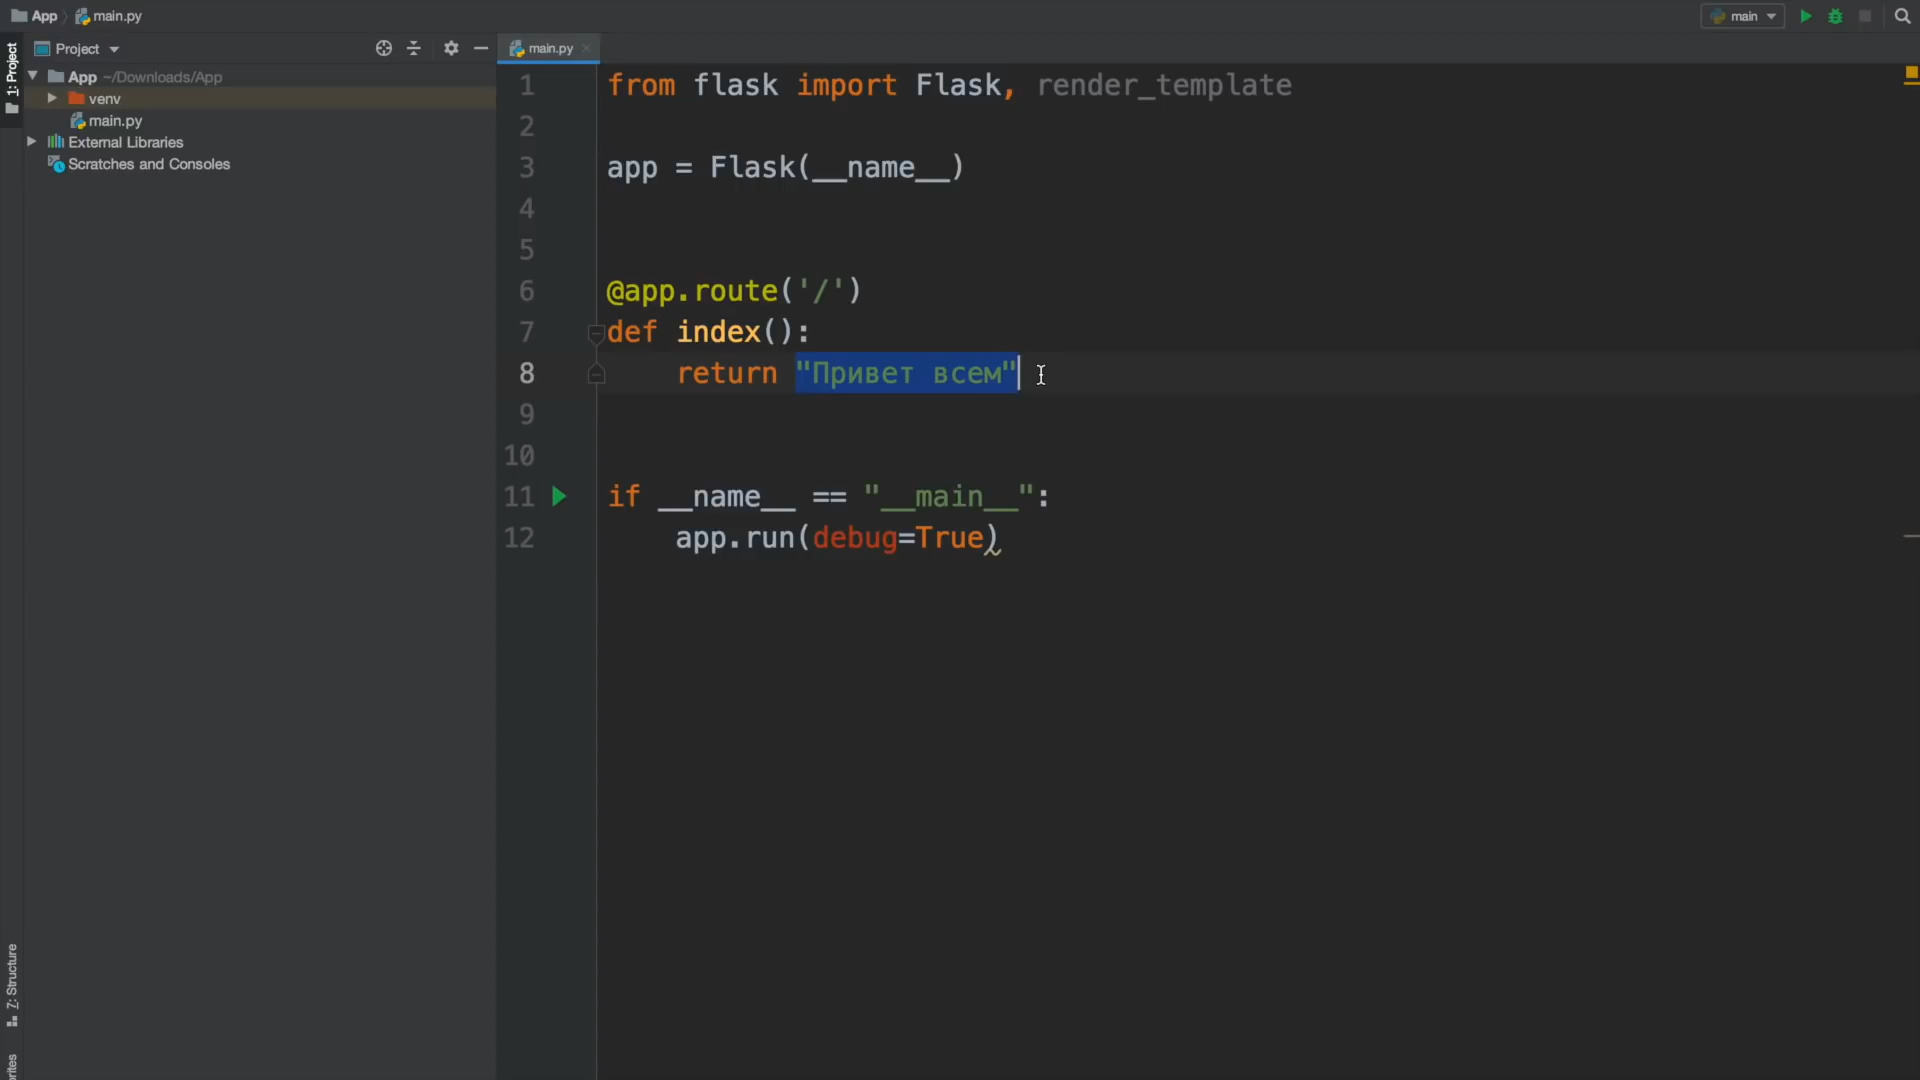 App
main.py
main
1: Project
Project
main.py
App ~/Downloads/App
venv
main.py
External Libraries
Scratches and Consoles
1 from flask import Flask, render_template
2
3 app = Flask(__name__)
4
5
6 @app.route('/')
7 def index():
8 return "Привет всем"
9
10
11 if __name__ == "__main__":
12 app.run(debug=True)
Z: Structure